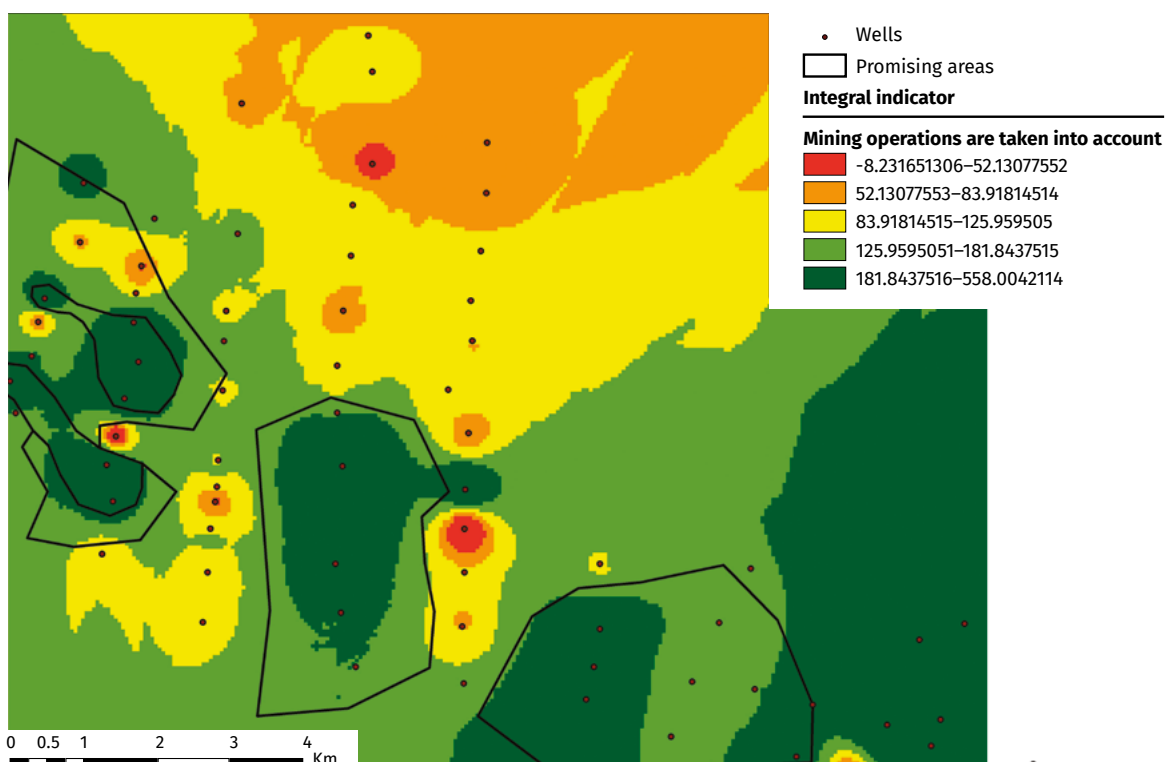 Wells
Promising areas
Integral indicator
Mining operations are taken into account
-8.231651306–52.13077552
52.13077553–83.91814514
83.91814515–125.959505
125.9595051–181.8437515
181.8437516–558.0042114
0 0.5 1 2 3 4
Km